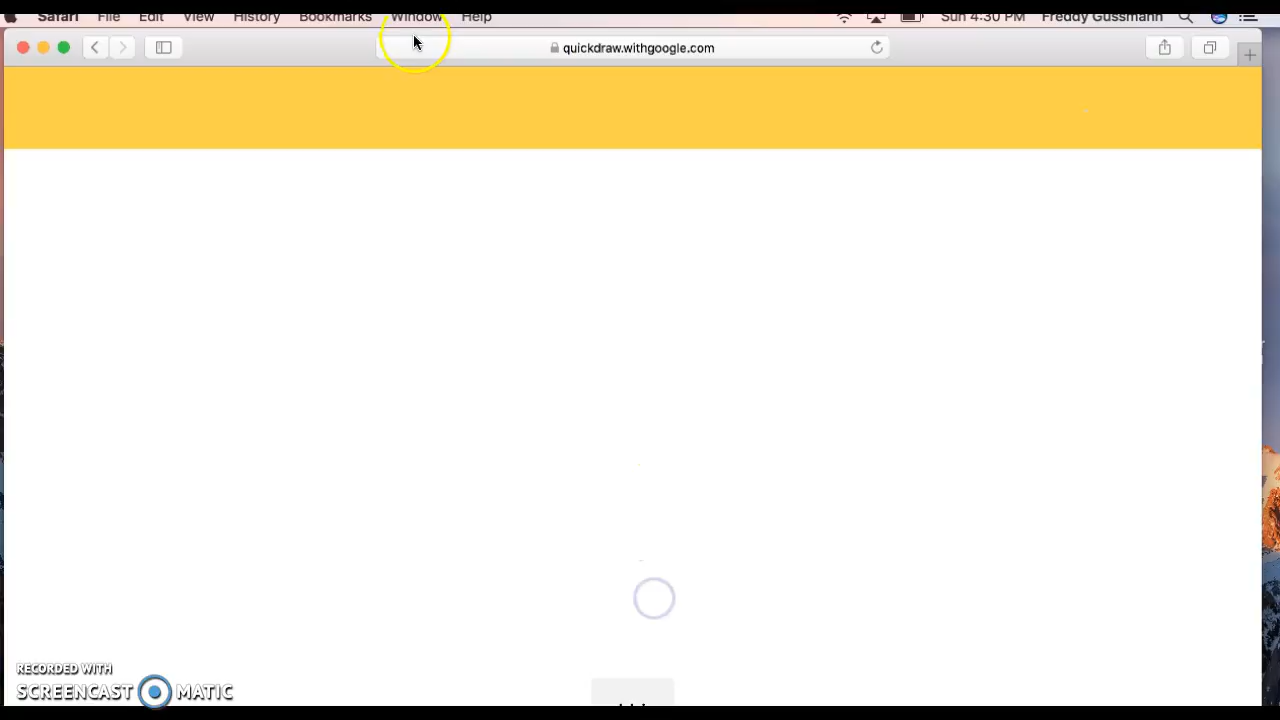 Safari File Edit View History Bookmarks Window Help Sun 4:30 PM Freddy Gussmann
quickdraw.withgoogle.com
RECORDED WITH
SCREENCAST MATIC